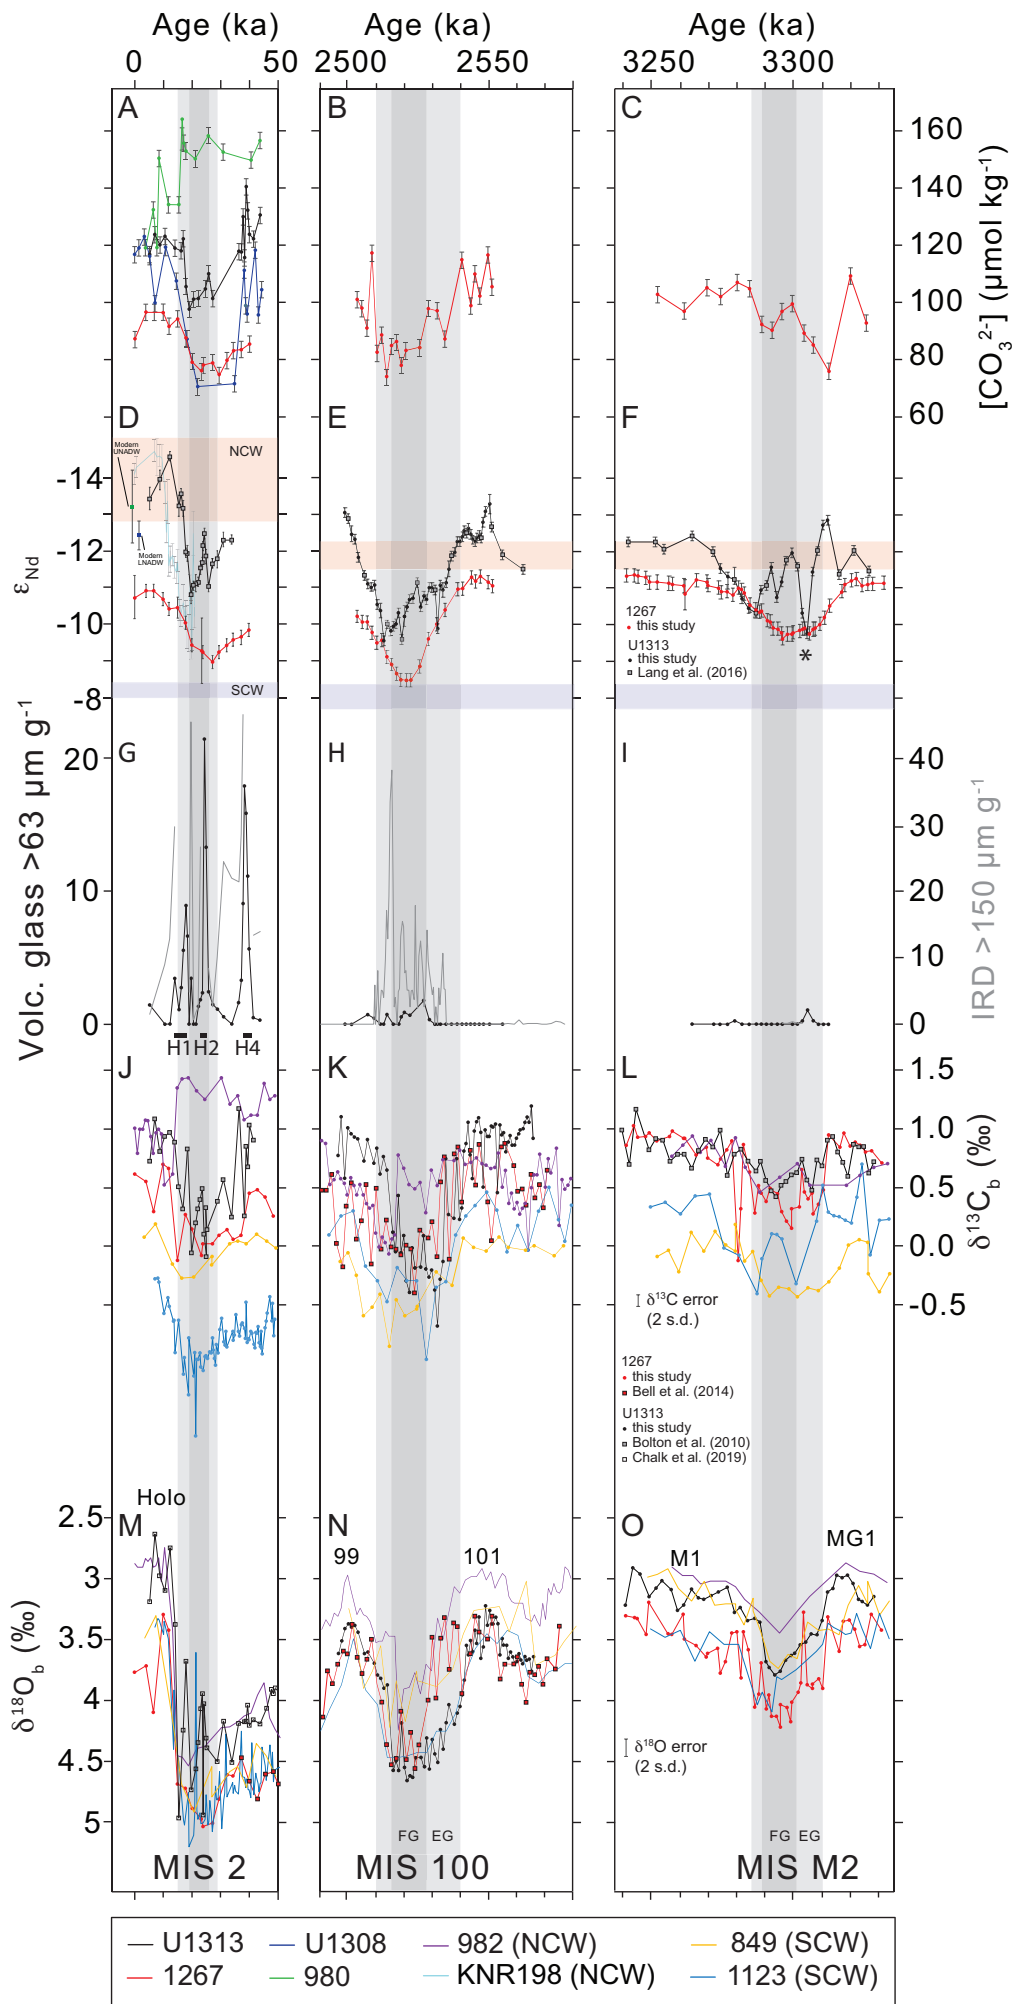 Age (ka) Age (ka) Age (ka)
0 50 2500 2550 3250 3300
A B C
160
140
120
100
80
60
[CO₃²⁻] (µmol kg⁻¹)
D E F
Modern UNADW
NCW
Modern LNADW
SCW
-14
-12
-10
-8
εNd
1267
this study
U1313
this study
Lang et al. (2016)
*
G H I
20
10
0
Volc. glass >63 µm g⁻¹
40
30
20
10
0
IRD >150 µm g⁻¹
H1 H2 H4
J K L
1.5
1.0
0.5
0.0
-0.5
δ¹³Cb (‰)
δ¹³C error
(2 s.d.)
1267
this study
Bell et al. (2014)
U1313
this study
Bolton et al. (2010)
Chalk et al. (2019)
Holo
M N O
99 101 M1 MG1
2.5
3
3.5
4
4.5
5
δ¹⁸Ob (‰)
δ¹⁸O error
(2 s.d.)
FG EG FG EG
MIS 2 MIS 100 MIS M2
U1313 U1308 982 (NCW) 849 (SCW)
1267 980 KNR198 (NCW) 1123 (SCW)